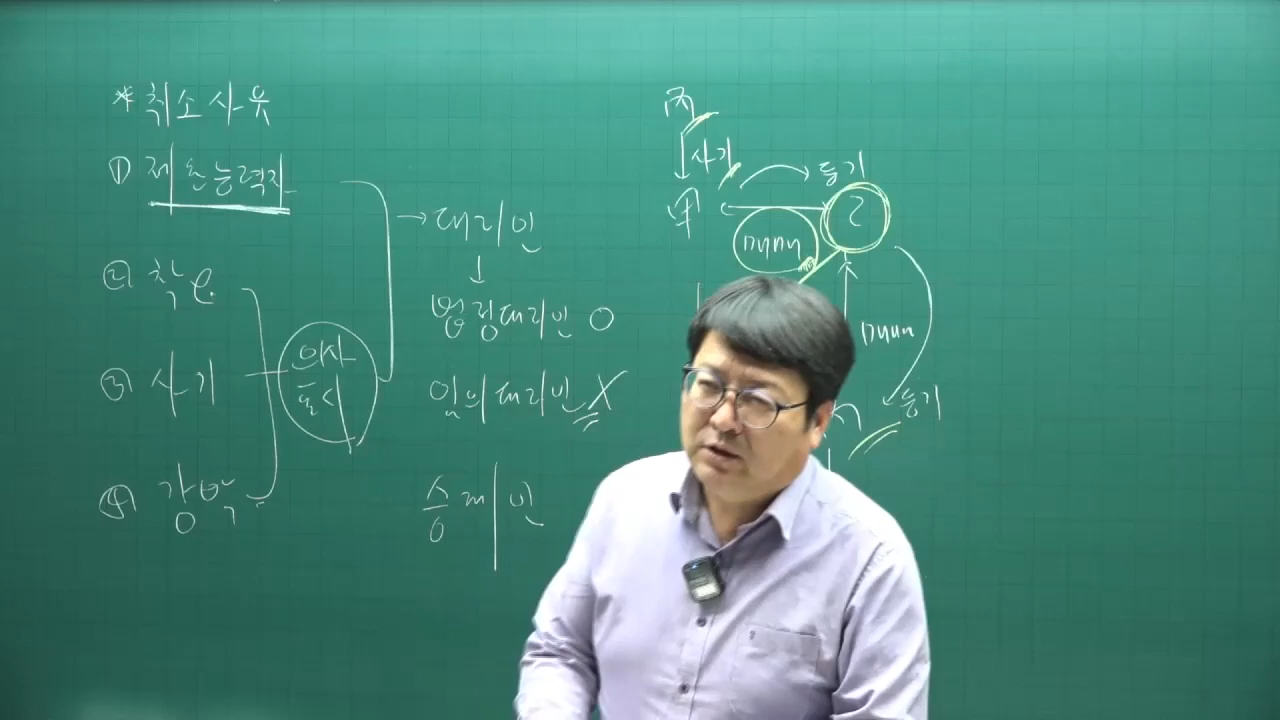 * 취소사유
① 제한능력자
② 착오
③ 사기
④ 강박
의사
표시
→ 대리인
↓
법정대리인 O
임의대리인 X
승계인
丙
↓ 사기
甲
매매
등기
乙
매매
등기